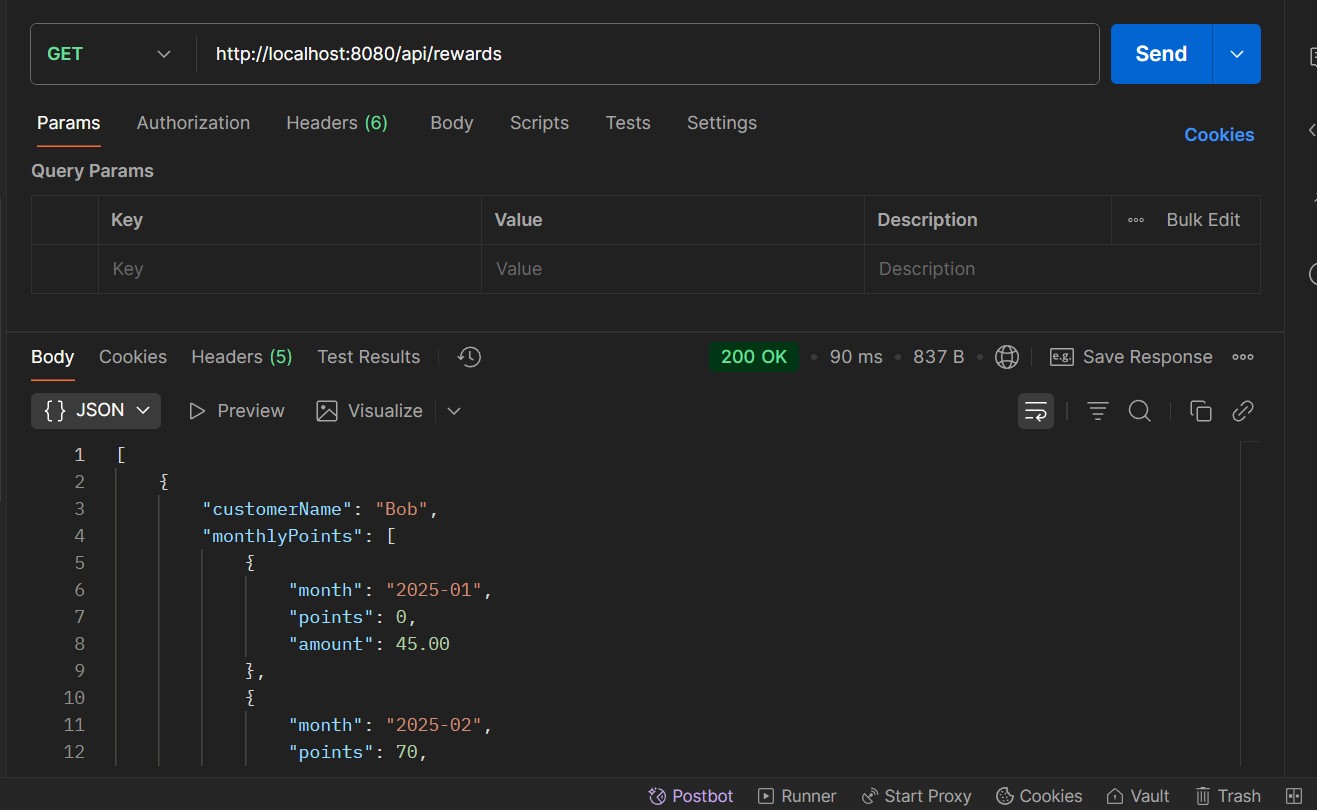 GET http://localhost:8080/api/rewards Send
Params Authorization Headers (6) Body Scripts Tests Settings Cookies
Query Params
Key Value Description Bulk Edit
Key Value Description
Body Cookies Headers (5) Test Results 200 OK • 90 ms • 837 B • e.g. Save Response
{ } JSON Preview Visualize
1 [
2 {
3 "customerName": "Bob",
4 "monthlyPoints": [
5 {
6 "month": "2025-01",
7 "points": 0,
8 "amount": 45.00
9 },
10 {
11 "month": "2025-02",
12 "points": 70,
Postbot Runner Start Proxy Cookies Vault Trash